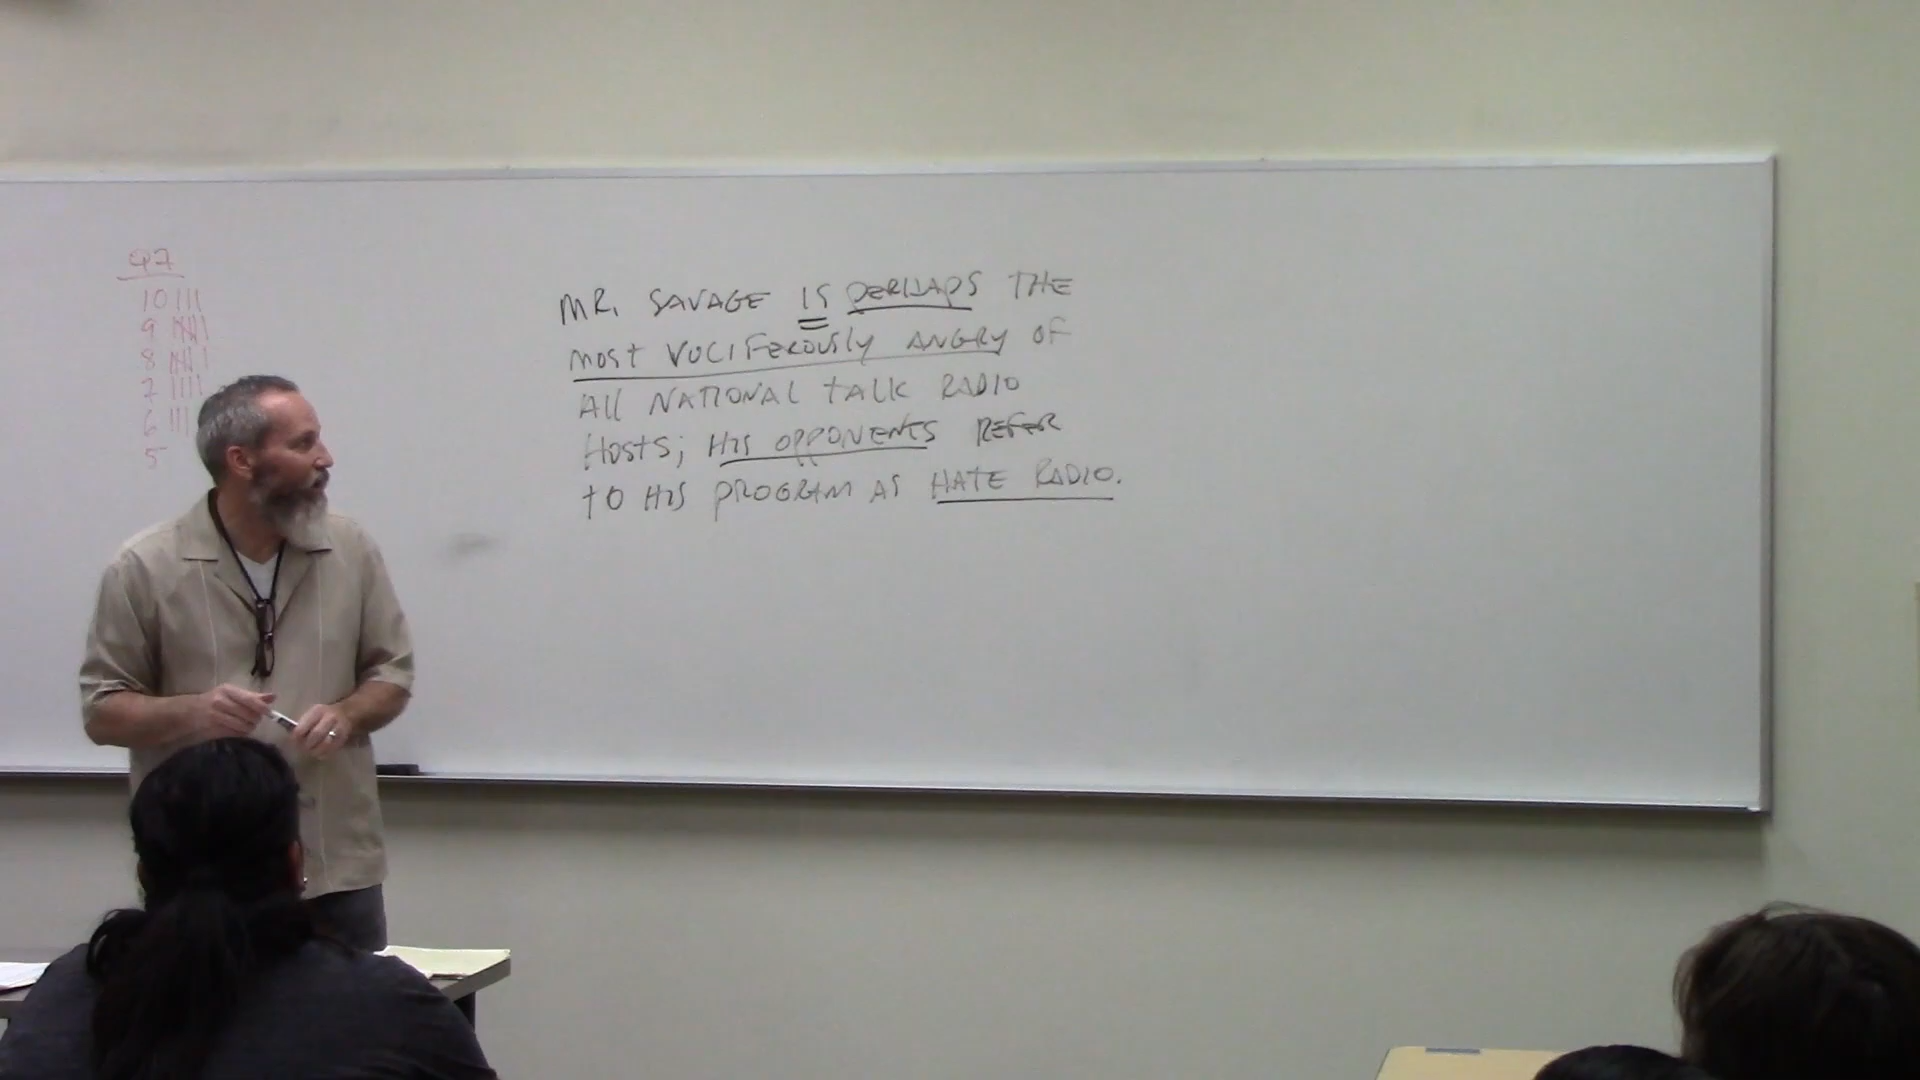 Q7
10 |||
9
8
7 ||||
6 |||
5
MR. SAVAGE IS PERHAPS THE
MOST VOCIFEROUSLY ANGRY OF
ALL NATIONAL TALK RADIO
HOSTS; HIS OPPONENTS REFER
TO HIS PROGRAM AS HATE RADIO.